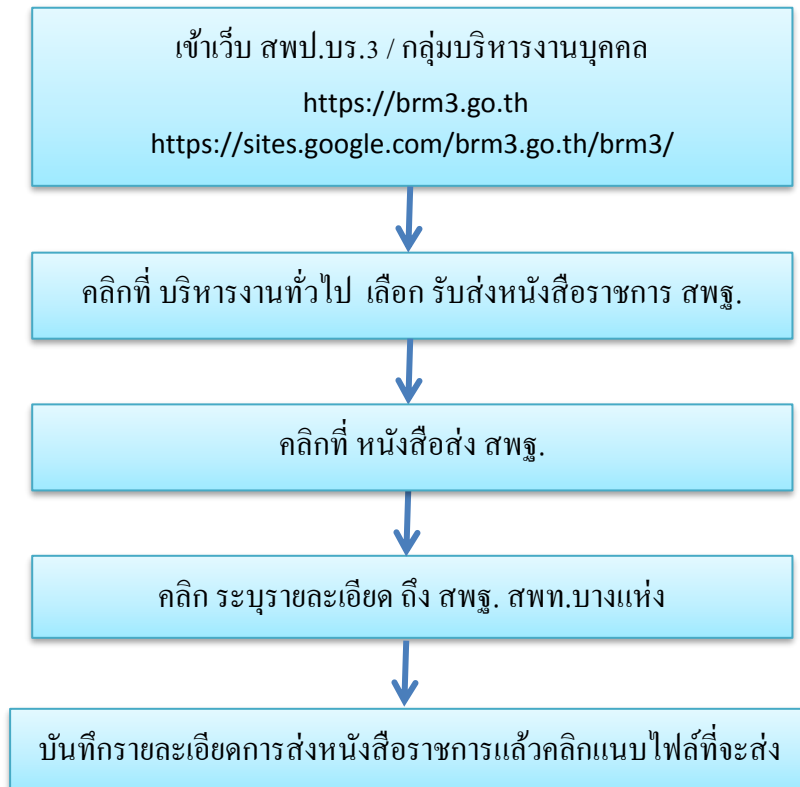 เข้าเว็บ สพป.บร.3 / กลุ่มบริหารงานบุคคล
https://brm3.go.th
https://sites.google.com/brm3.go.th/brm3/
คลิกที่ บริหารงานทั่วไป เลือก รับส่งหนังสือราชการ สพฐ.
คลิกที่ หนังสือส่ง สพฐ.
คลิก ระบุรายละเอียด ถึง สพฐ. สพท.บางแห่ง
บันทึกรายละเอียดการส่งหนังสือราชการแล้วคลิกแนบไฟล์ที่จะส่ง